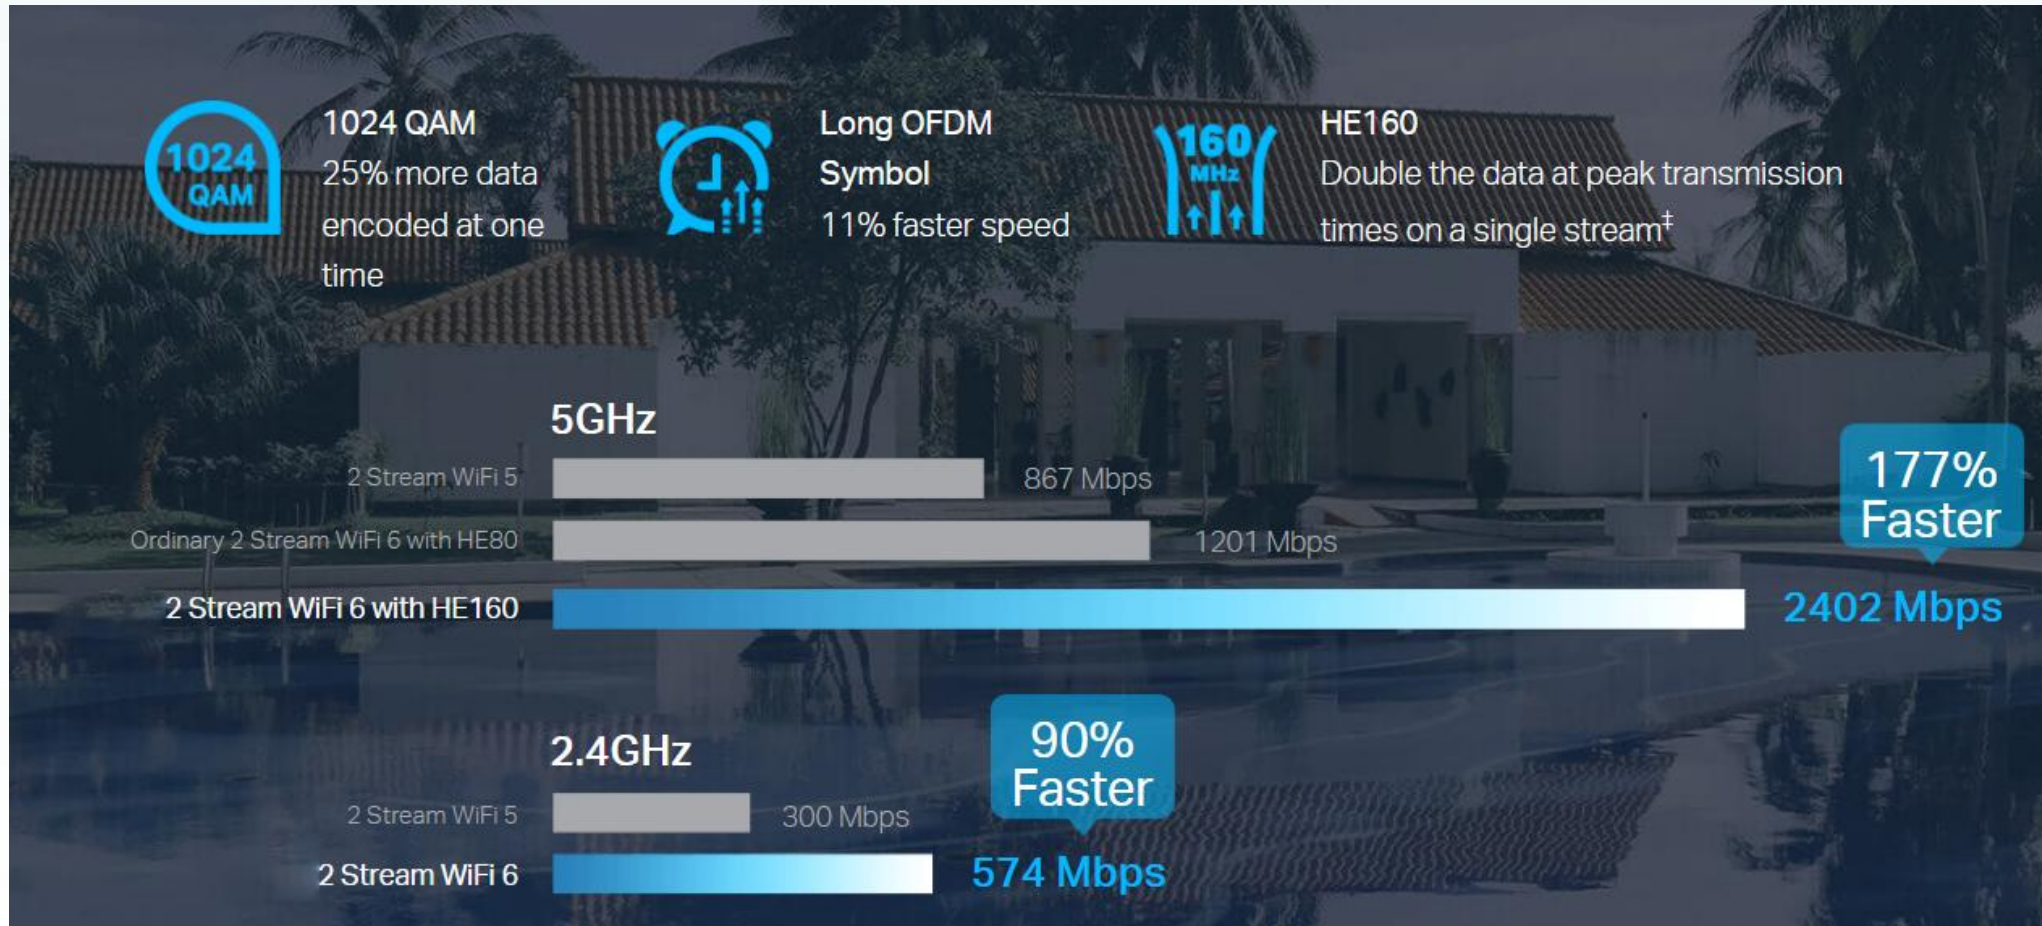 1024
QAM
1024 QAM
25% more data
encoded at one
time
Long OFDM
Symbol
11% faster speed
160
MHz
HE160
Double the data at peak transmission
times on a single stream‡
5GHz
2 Stream WiFi 5
867 Mbps
Ordinary 2 Stream WiFi 6 with HE80
1201 Mbps
177%
Faster
2 Stream WiFi 6 with HE160
2402 Mbps
2.4GHz
2 Stream WiFi 5
300 Mbps
90%
Faster
2 Stream WiFi 6
574 Mbps